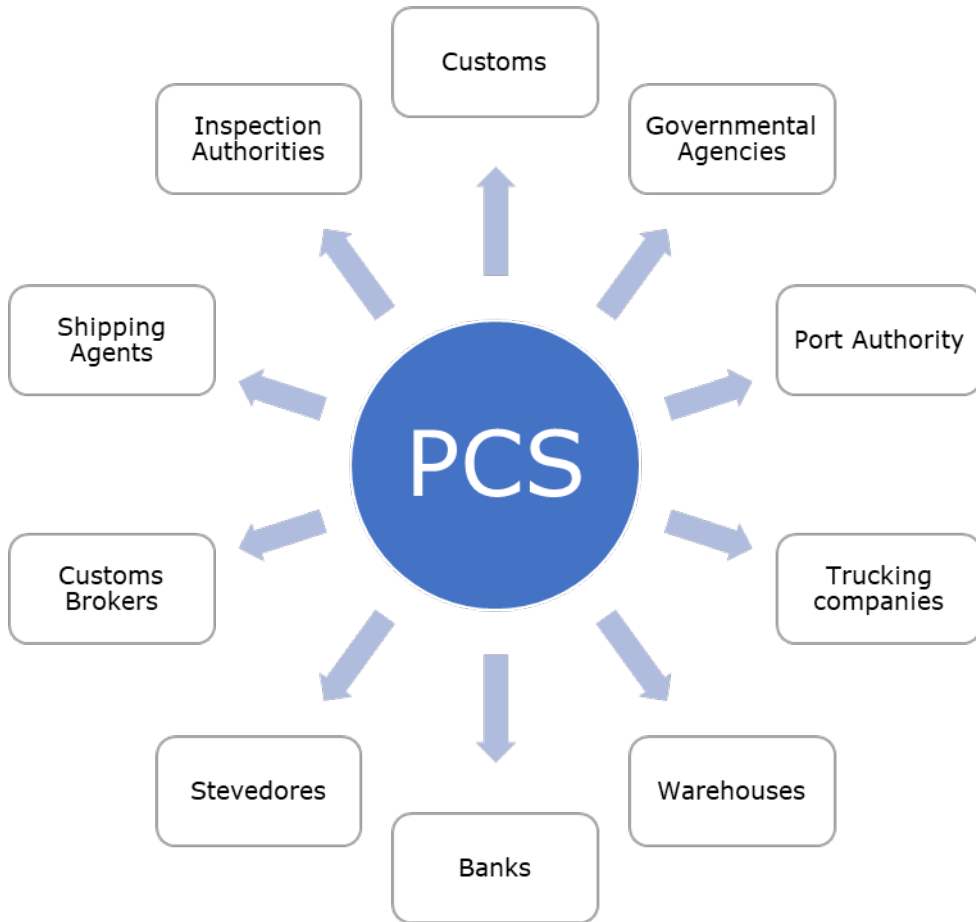 Customs
Inspection
Authorities
Governmental
Agencies
Shipping
Agents
Port Authority
PCS
Customs
Brokers
Trucking
companies
Stevedores
Warehouses
Banks